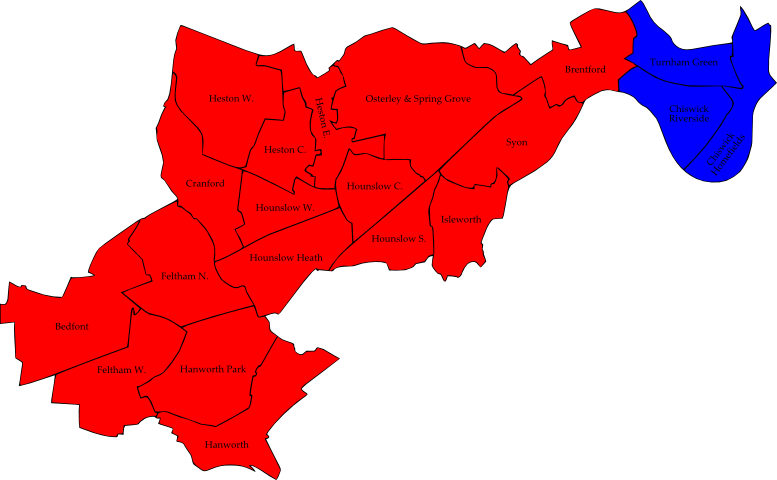 Turnham Green
Brentford
Heston W.
Osterley & Spring Grove
Heston E.
Chiswick
Riverside
Syon
Heston C.
Chiswick
Homefields
Cranford
Hounslow C.
Hounslow W.
Isleworth
Hounslow S.
Hounslow Heath
Feltham N.
Bedfont
Feltham W.
Hanworth Park
Hanworth